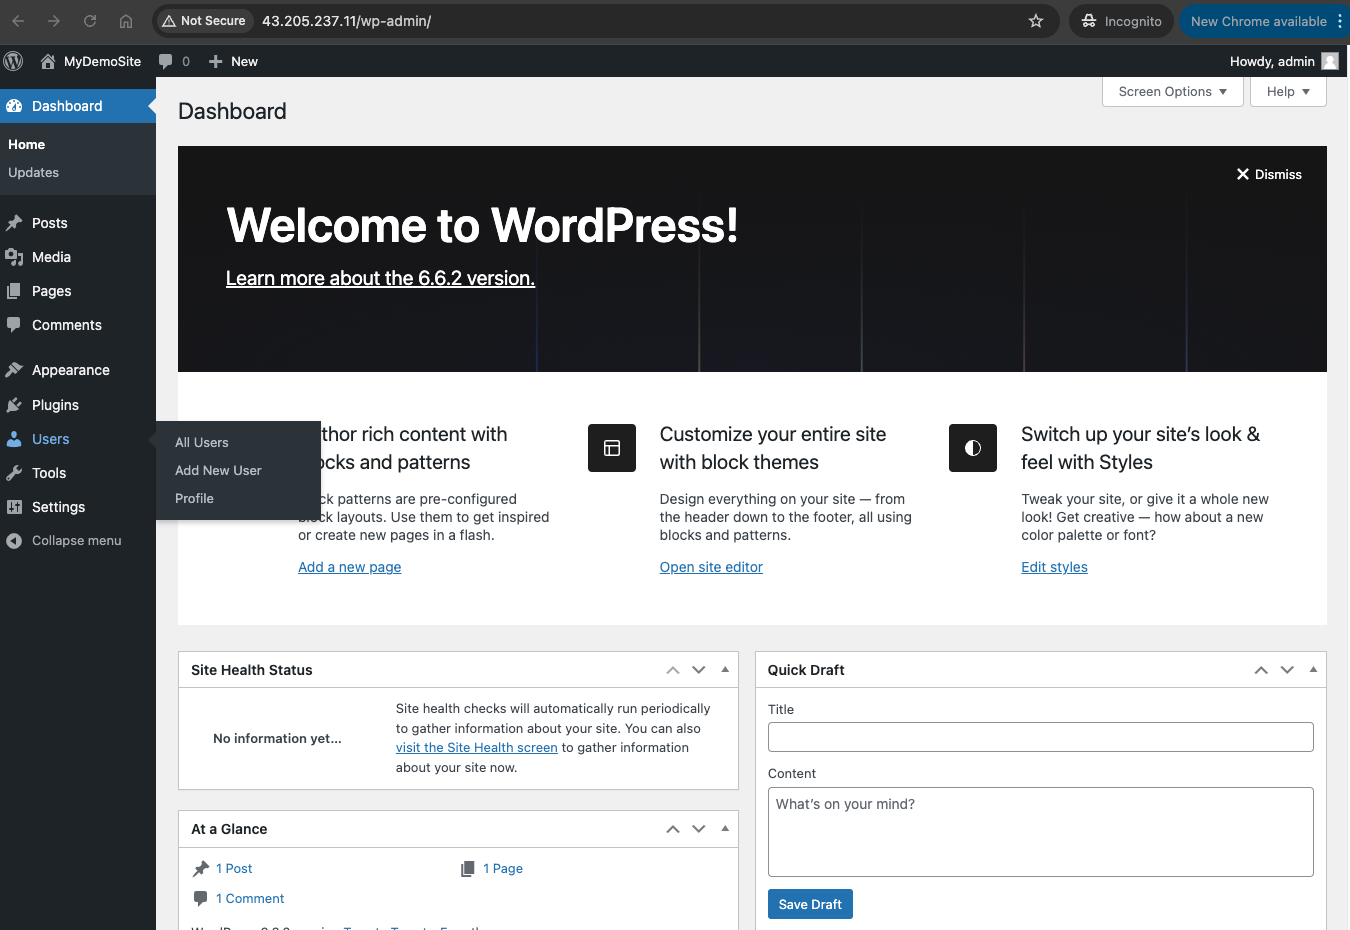 Not Secure 43.205.237.11/wp-admin/ Incognito New Chrome available
MyDemoSite 0 New Howdy, admin
Screen Options Help
Dashboard
Home
Updates
Posts
Media
Pages
Comments
Appearance
Plugins
Users
Tools
Settings
Collapse menu
All Users
Add New User
Profile
Dashboard
Dismiss
Welcome to WordPress!
Learn more about the 6.6.2 version.
thor rich content with
cks and patterns
ck patterns are pre-configured
block layouts. Use them to get inspired
or create new pages in a flash.
Add a new page
Customize your entire site
with block themes
Design everything on your site — from
the header down to the footer, all using
blocks and patterns.
Open site editor
Switch up your site’s look &
feel with Styles
Tweak your site, or give it a whole new
look! Get creative — how about a new
color palette or font?
Edit styles
Site Health Status
No information yet...
Site health checks will automatically run periodically
to gather information about your site. You can also
visit the Site Health screen to gather information
about your site now.
At a Glance
1 Post 1 Page
1 Comment
Quick Draft
Title
Content
What’s on your mind?
Save Draft